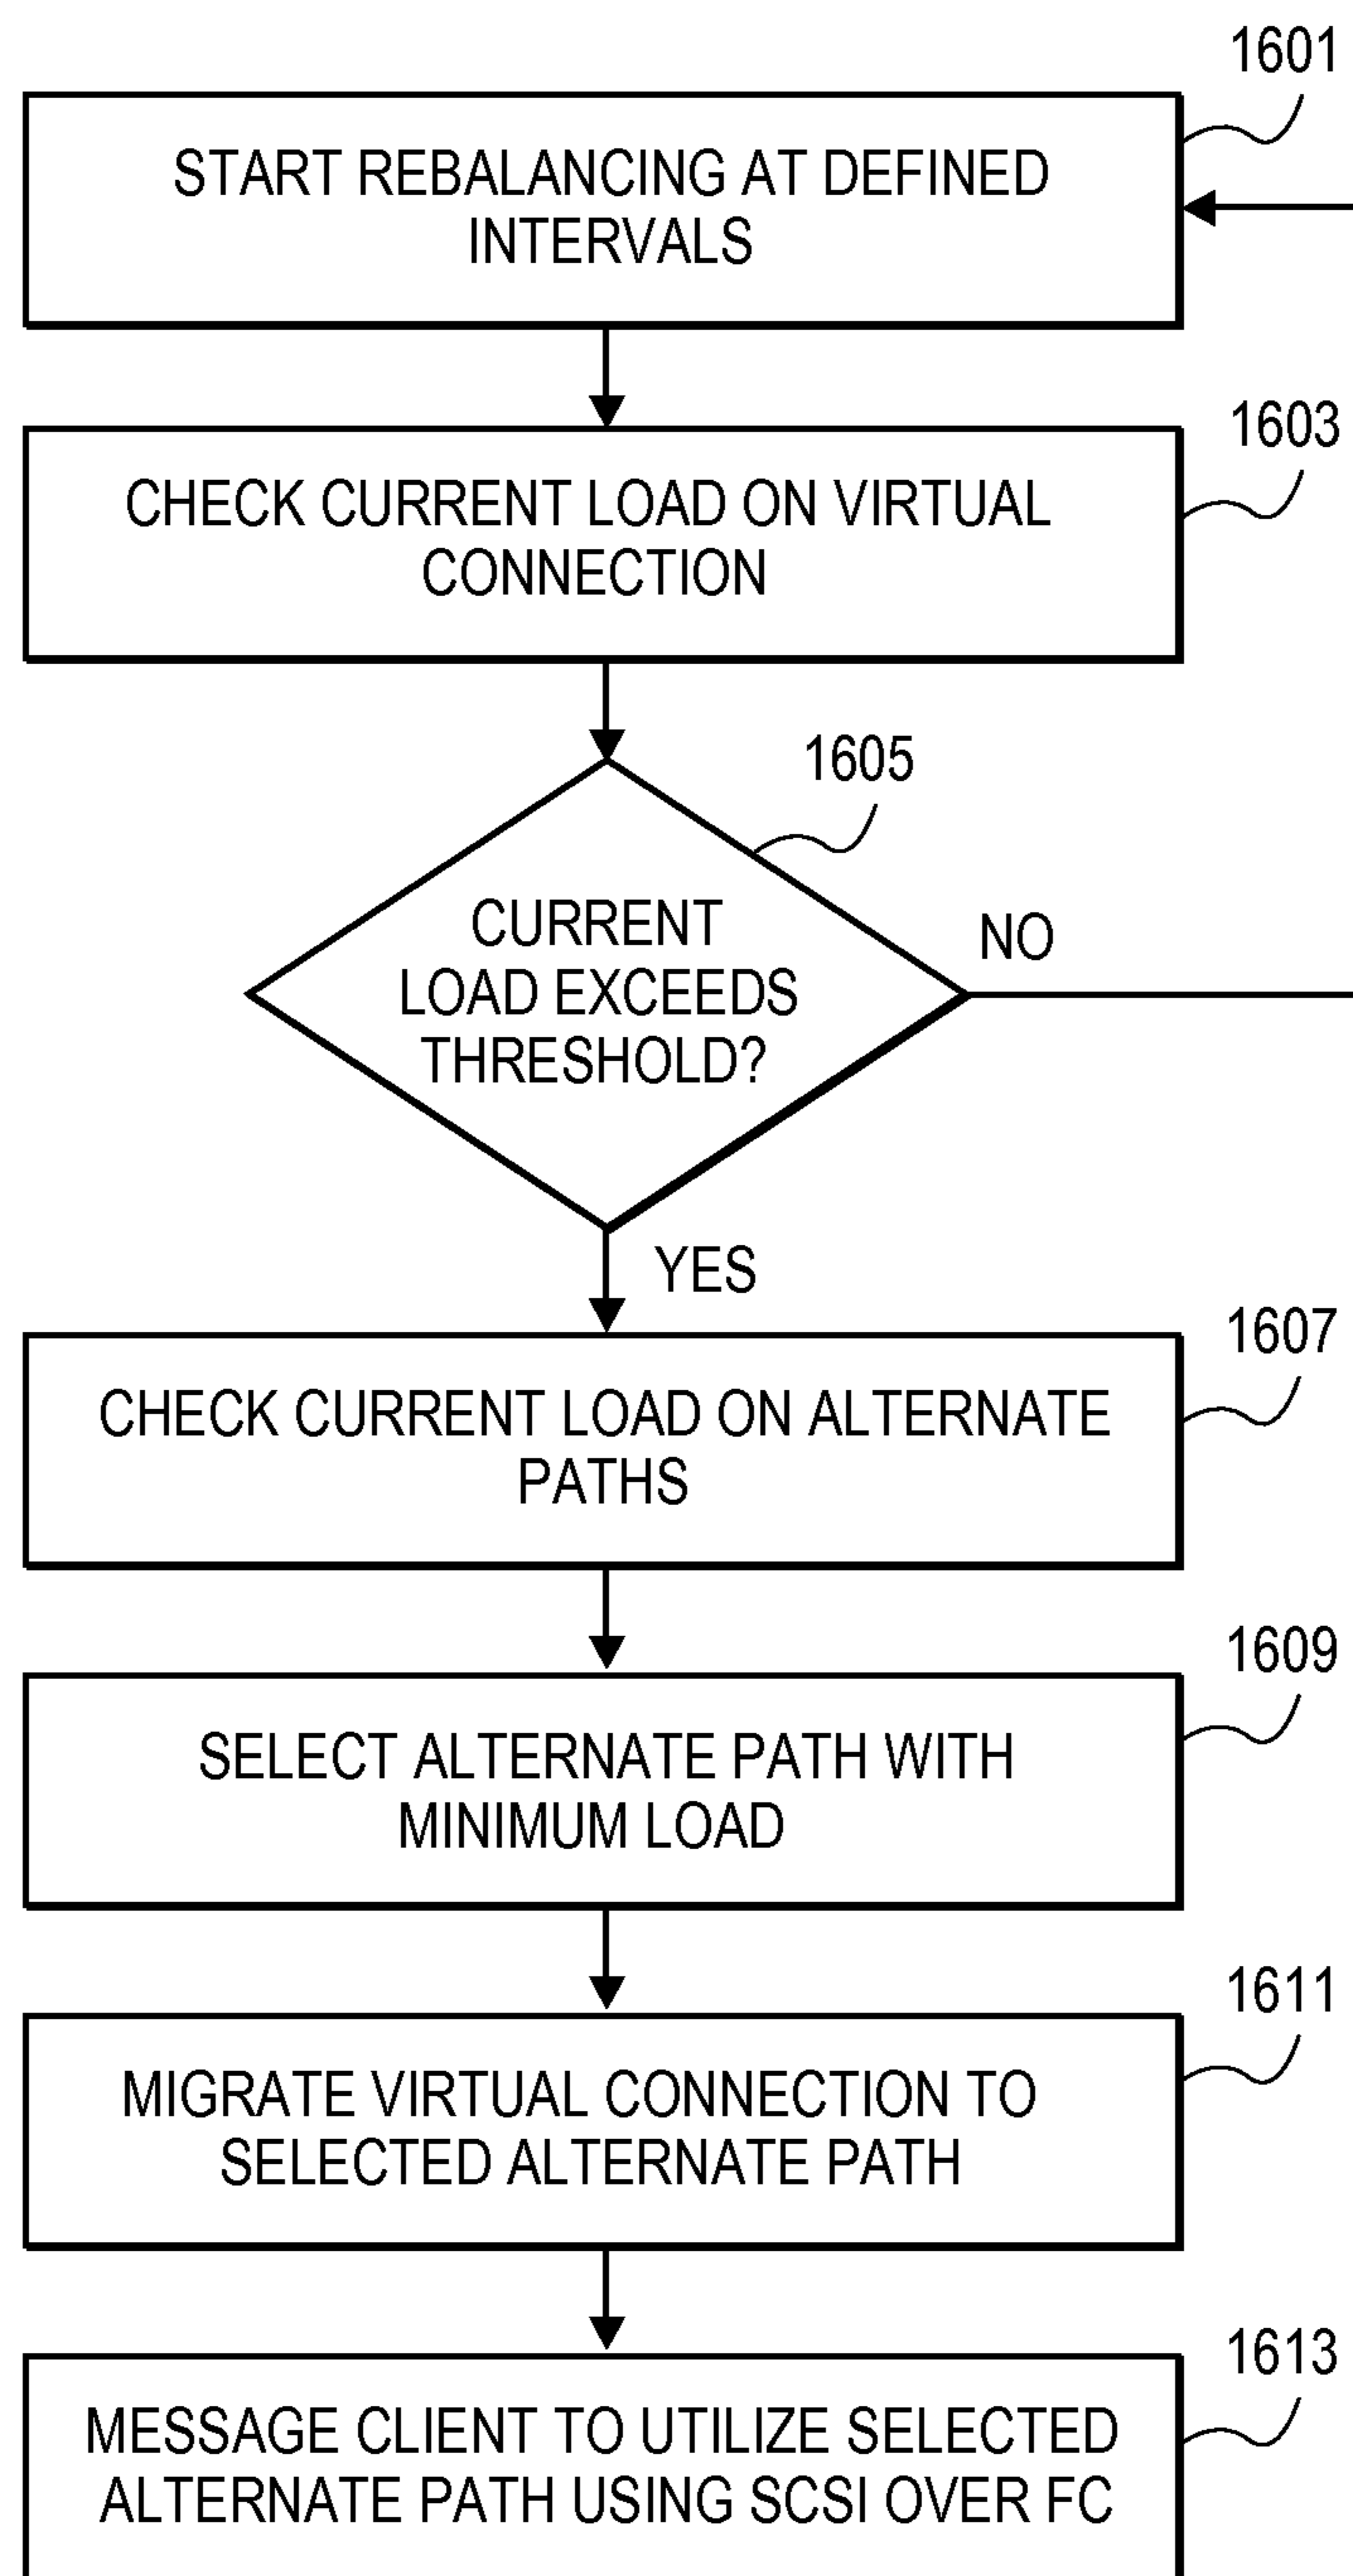 1601
START REBALANCING AT DEFINED
INTERVALS
1603
CHECK CURRENT LOAD ON VIRTUAL
CONNECTION
1605
CURRENT
LOAD EXCEEDS
THRESHOLD?
NO
YES
1607
CHECK CURRENT LOAD ON ALTERNATE
PATHS
1609
SELECT ALTERNATE PATH WITH
MINIMUM LOAD
1611
MIGRATE VIRTUAL CONNECTION TO
SELECTED ALTERNATE PATH
1613
MESSAGE CLIENT TO UTILIZE SELECTED
ALTERNATE PATH USING SCSI OVER FC